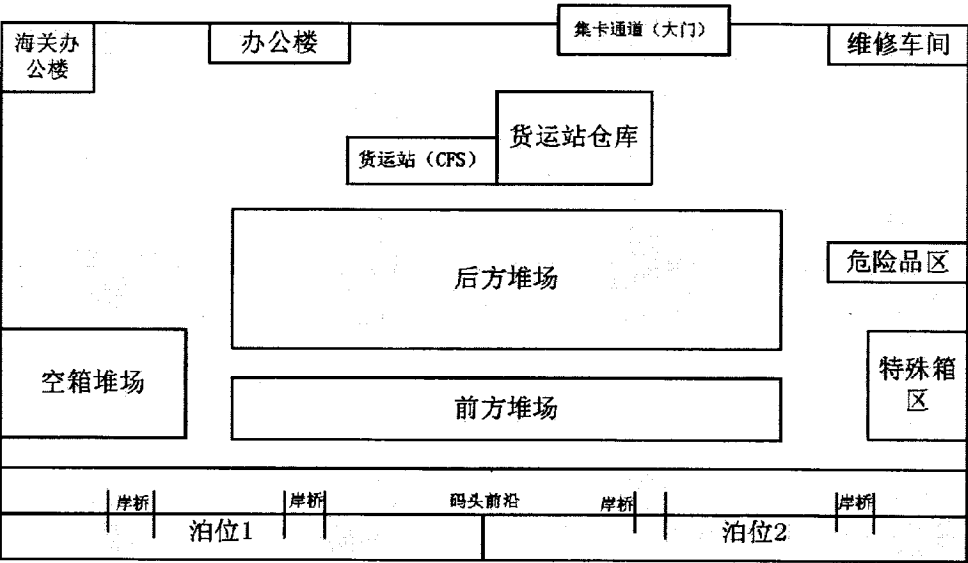 海关办
公楼
办公楼
集卡通道（大门）
维修车间
货运站（CFS）
货运站仓库
后方堆场
危险品区
空箱堆场
前方堆场
特殊箱
区
岸桥
岸桥
码头前沿
岸桥
岸桥
泊位1
泊位2